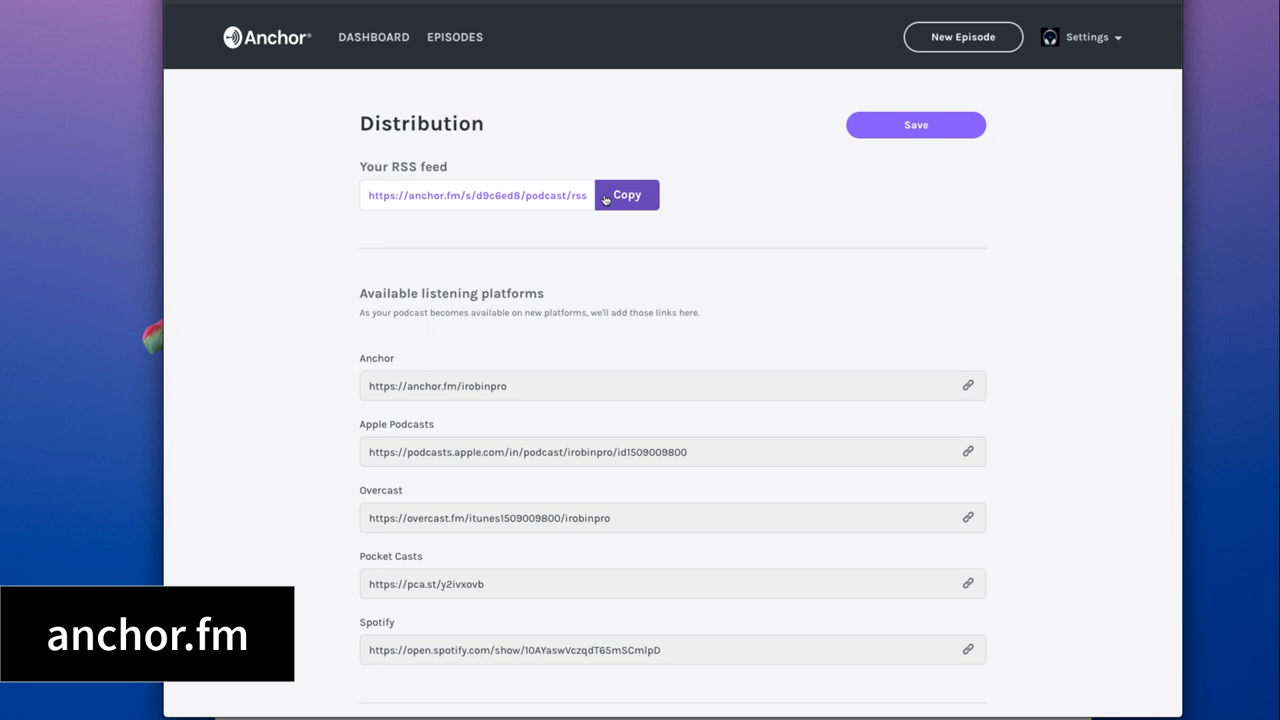 Anchor®
DASHBOARD
EPISODES
New Episode
Settings
Distribution
Save
Your RSS feed
https://anchor.fm/s/d9c6ed8/podcast/rss
Copy
Available listening platforms
As your podcast becomes available on new platforms, we'll add those links here.
Anchor
https://anchor.fm/irobinpro
Apple Podcasts
https://podcasts.apple.com/in/podcast/irobinpro/id1509009800
Overcast
https://overcast.fm/itunes1509009800/irobinpro
Pocket Casts
https://pca.st/y2ivxovb
Spotify
https://open.spotify.com/show/10AYaswVczqdT65mSCmlpD
anchor.fm